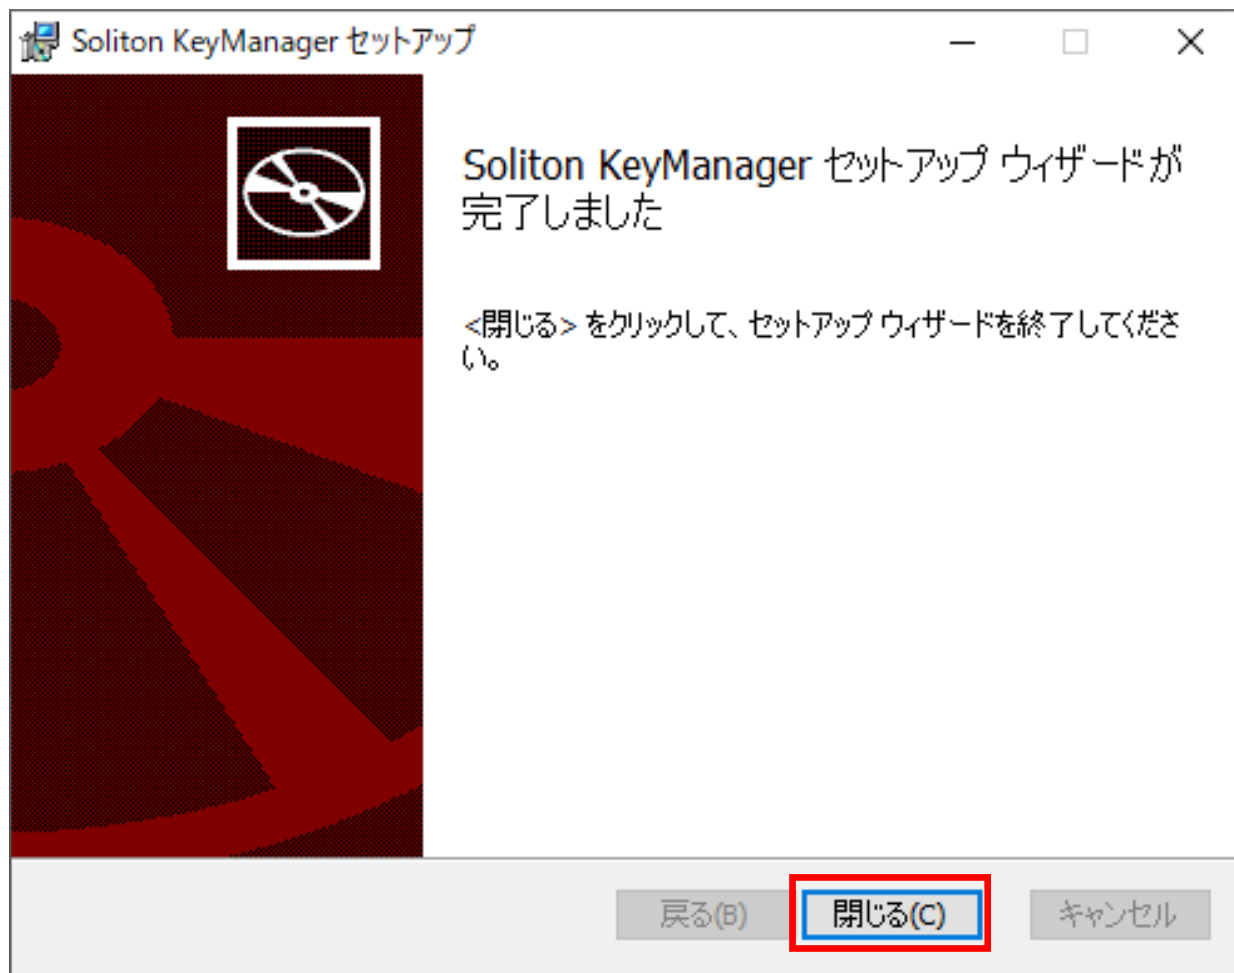 Soliton KeyManager セットアップ
Soliton KeyManager セットアップ ウィザードが
完了しました
<閉じる> をクリックして、セットアップ ウィザードを終了してくださ
い。
戻る(B)
閉じる(C)
キャンセル